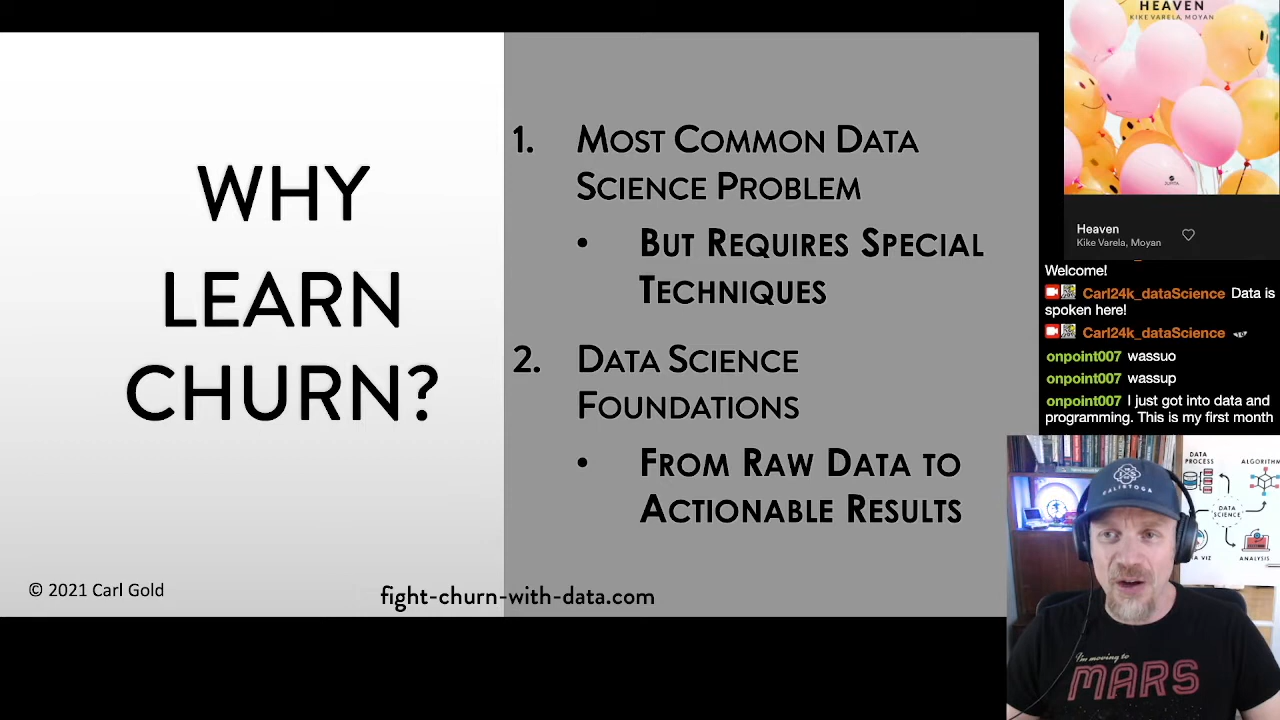 WHY
LEARN
CHURN?
1. MOST COMMON DATA
SCIENCE PROBLEM
• BUT REQUIRES SPECIAL
TECHNIQUES
2. DATA SCIENCE
FOUNDATIONS
• FROM RAW DATA TO
ACTIONABLE RESULTS
© 2021 Carl Gold
fight-churn-with-data.com
HEAVEN
KIKE VARELA, MOYAN
Heaven
Kike Varela, Moyan
Welcome!
Carl24k_dataScience Data is
spoken here!
Carl24k_dataScience
onpoint007 wassuo
onpoint007 wassup
onpoint007 I just got into data and
programming. This is my first month
DATA
PROCESS
ALGORITHM
DATA
SCIENCE
ANALYSIS
CALISTOGA
I'm moving to
MARS